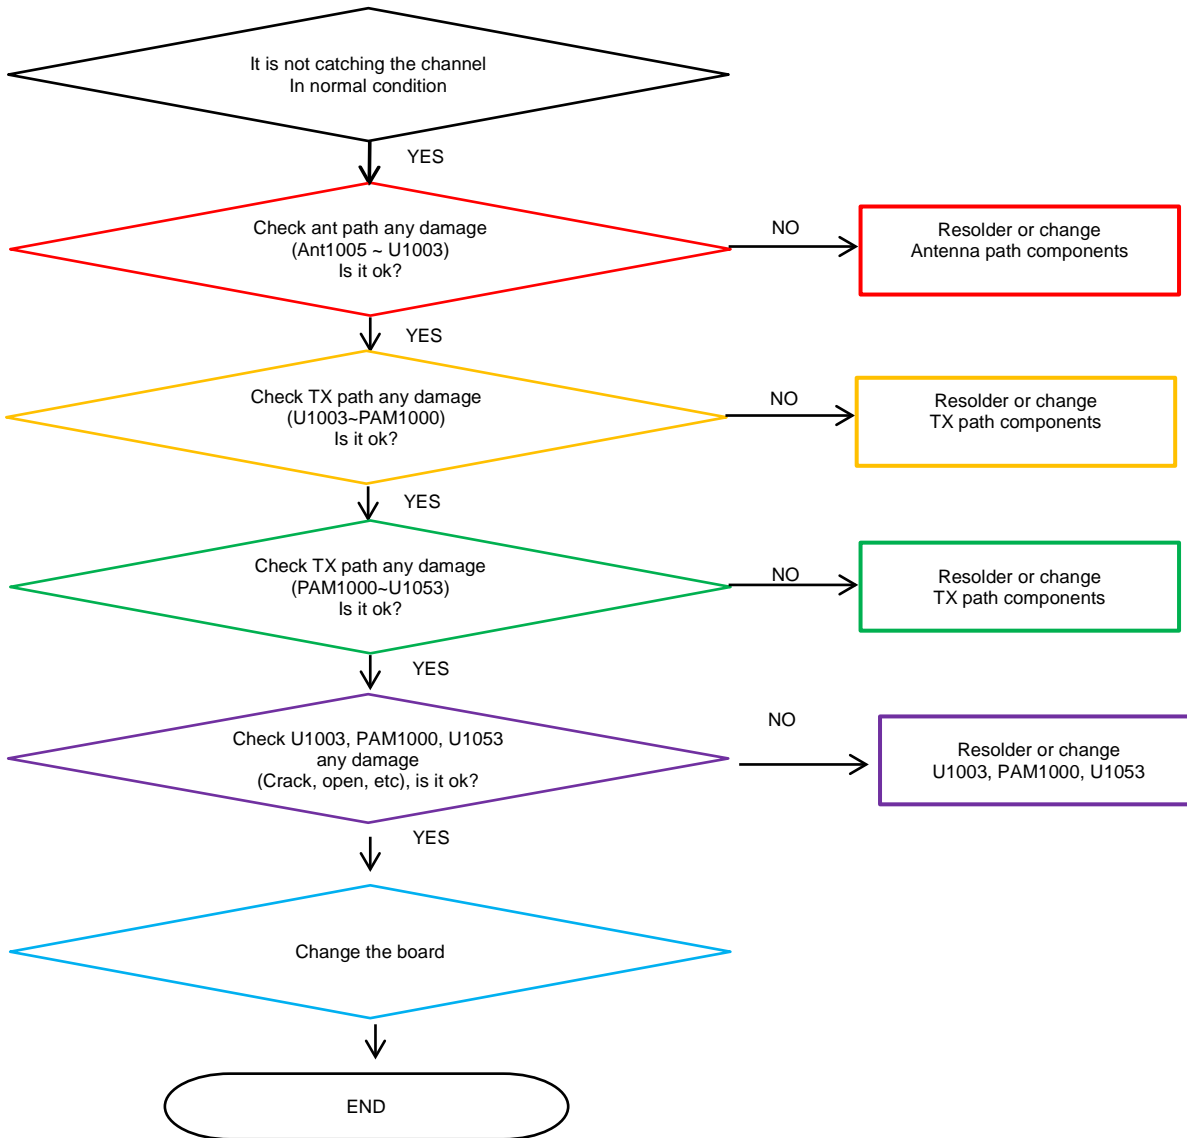 It is not catching the channel
In normal condition
YES
Check ant path any damage
(Ant1005 ~ U1003)
Is it ok?
NO
Resolder or change
Antenna path components
YES
Check TX path any damage
(U1003~PAM1000)
Is it ok?
NO
Resolder or change
TX path components
YES
Check TX path any damage
(PAM1000~U1053)
Is it ok?
NO
Resolder or change
TX path components
YES
Check U1003, PAM1000, U1053
any damage
(Crack, open, etc), is it ok?
NO
Resolder or change
U1003, PAM1000, U1053
YES
Change the board
END